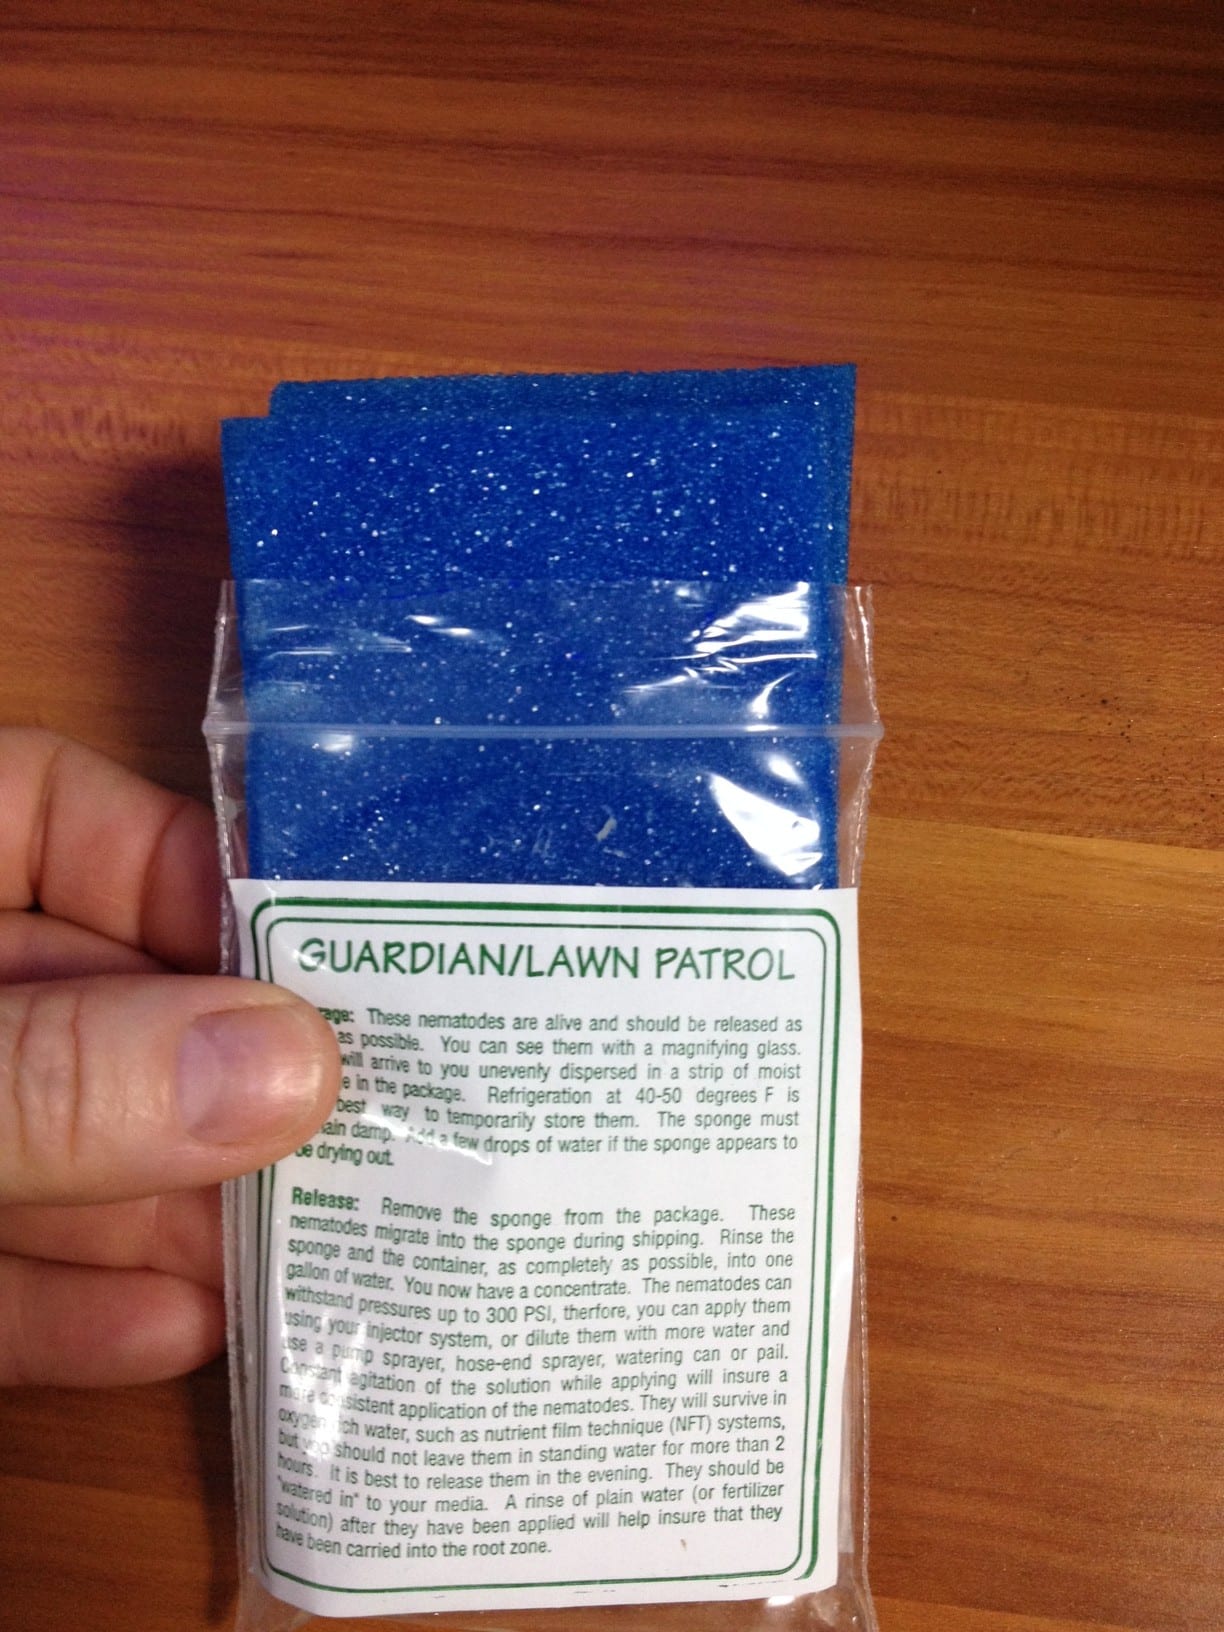 GUARDIAN/LAWN PATROL
rage: These nematodes are alive and should be released as
as possible. You can see them with a magnifying glass.
will arrive to you unevenly dispersed in a strip of moist
e in the package. Refrigeration at 40-50 degrees F is
best way to temporarily store them. The sponge must
ain damp. Add a few drops of water if the sponge appears to
be drying out.
Release: Remove the sponge from the package. These
nematodes migrate into the sponge during shipping. Rinse the
sponge and the container, as completely as possible, into one
gallon of water. You now have a concentrate. The nematodes can
withstand pressures up to 300 PSI, therfore, you can apply them
using your injector system, or dilute them with more water and
use a pump sprayer, hose-end sprayer, watering can or pail.
Constant agitation of the solution while applying will insure a
more consistent application of the nematodes. They will survive in
oxygen rich water, such as nutrient film technique (NFT) systems,
but you should not leave them in standing water for more than 2
hours. It is best to release them in the evening. They should be
"watered in" to your media. A rinse of plain water (or fertilizer
solution) after they have been applied will help insure that they
have been carried into the root zone.